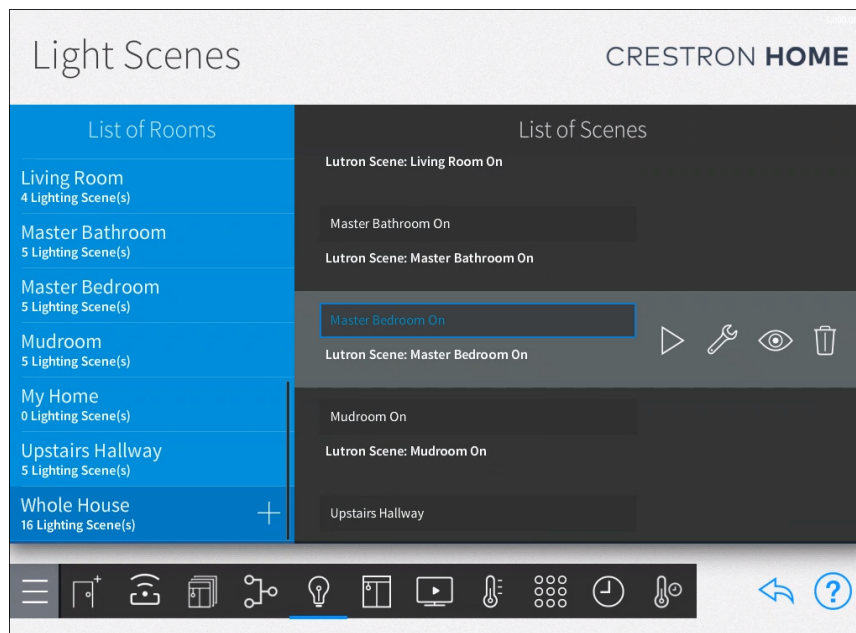 Light Scenes
CRESTRON HOME
List of Rooms
List of Scenes
Living Room
4 Lighting Scene(s)
Master Bathroom
5 Lighting Scene(s)
Master Bedroom
5 Lighting Scene(s)
Mudroom
5 Lighting Scene(s)
My Home
0 Lighting Scene(s)
Upstairs Hallway
5 Lighting Scene(s)
Whole House
16 Lighting Scene(s)
Lutron Scene: Living Room On
Master Bathroom On
Lutron Scene: Master Bathroom On
Master Bedroom On
Lutron Scene: Master Bedroom On
Mudroom On
Lutron Scene: Mudroom On
Upstairs Hallway
?